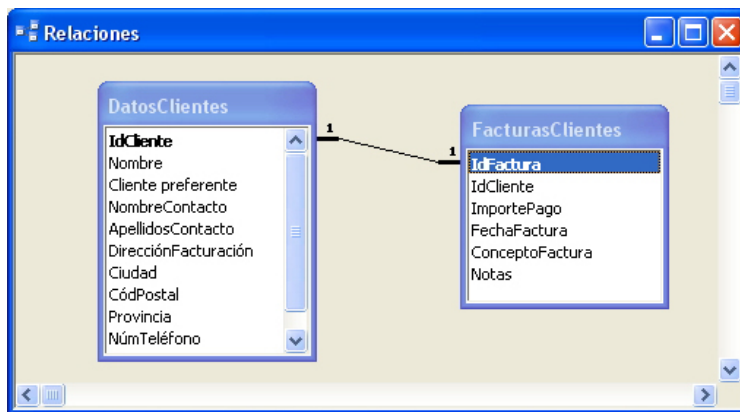 Relaciones
DatosClientes
IdCliente
Nombre
Cliente preferente
NombreContacto
ApellidosContacto
DirecciónFacturación
Ciudad
CódPostal
Provincia
NúmTeléfono
1
1
FacturasClientes
IdFactura
IdCliente
ImportePago
FechaFactura
ConceptoFactura
Notas